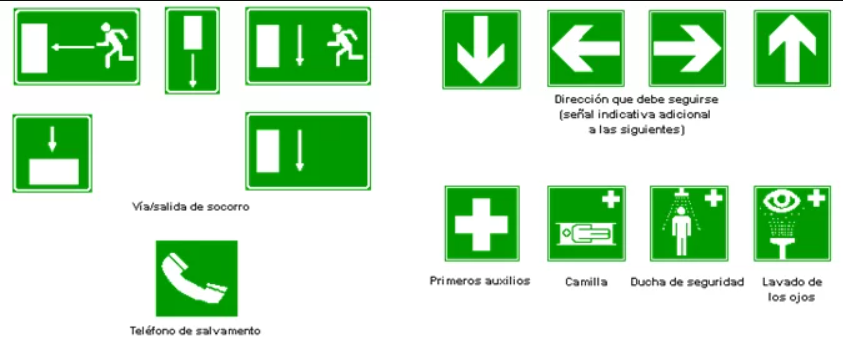 Vía/salida de socorro
Teléfono de salvamento
Dirección que debe seguirse
(señal indicativa adicional
a las siguientes)
Primeros auxilios
Camilla
Ducha de seguridad
Lavado de
los ojos